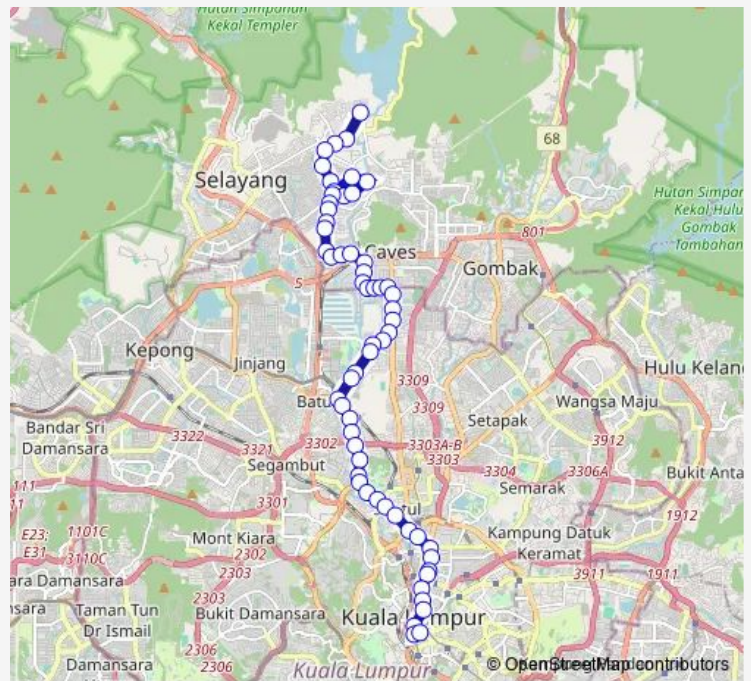 Hutan Simpanan
Kekal Templer
68
Selayang
Hutan Simpan
Kekal Hulu
Gombak
Tambahan
801
Caves
Gombak
5
Kepong
Jinjang
Hulu Kelan
3309
Batu
3309
Wangsa Maju
Bandar Sri
Damansara
Setapak
3322
3321
3302
3303A-B
3912
3303
Segambut
3304
3306A
Bukit Anta
111
11
Semarak
3301
1912
E23;
E31
1101C
3110C
Mont Kiara
2302
2303
Kampung Datuk
Keramat
3911
1911
ara Damansara
nsara
Taman Tun
Dr Ismail
2303
Bukit Damansara
Kuala Lumpur
2306
2306
Damansara
Kuala Lumpur
© OpenStreetMap contributors